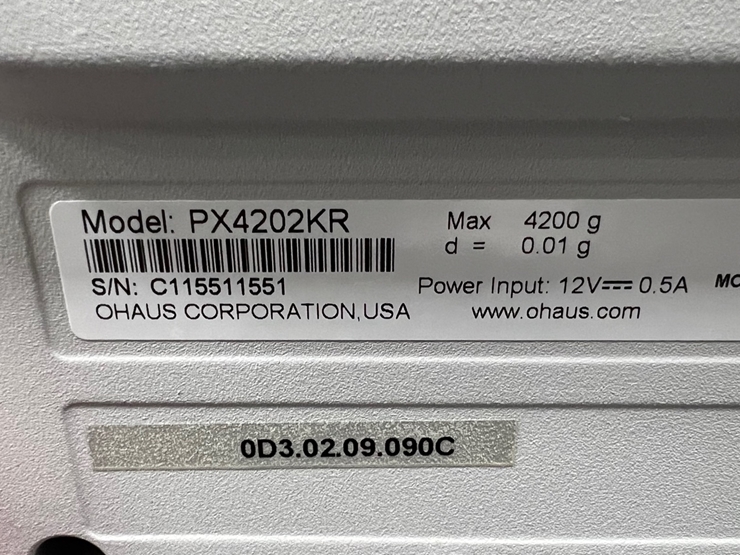 Model: PX4202KR
Max 4200 g
d = 0.01 g
S/N: C115511551
Power Input: 12V⎓ 0.5A
OHAUS CORPORATION,USA
www.ohaus.com
0D3.02.09.090C